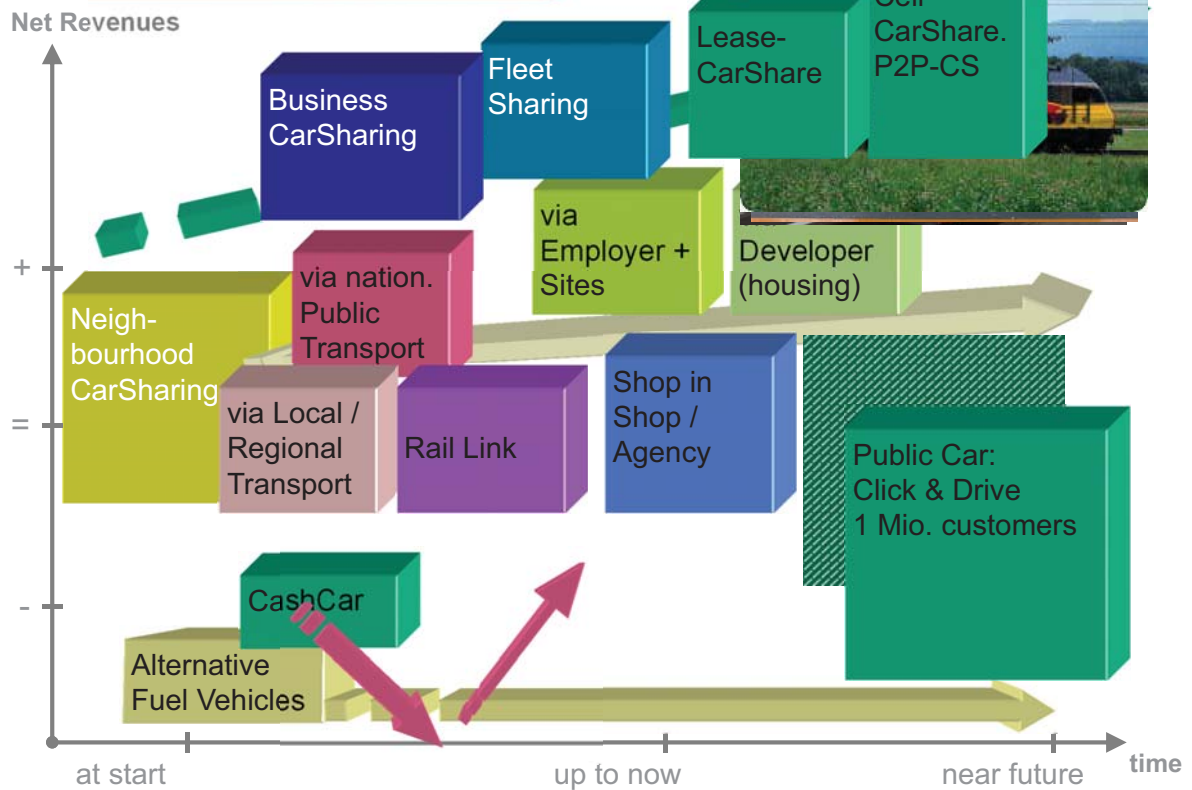 Net Revenues
Lease-
CarShare
CarShare.
P2P-CS
Fleet
Sharing
Business
CarSharing
via
Employer +
Sites
Developer
(housing)
+
via nation.
Public
Transport
Neigh-
bourhood
CarSharing
=
via Local /
Regional
Transport
Rail Link
Shop in
Shop /
Agency
Public Car:
Click & Drive
1 Mio. customers
-
CashCar
Alternative
Fuel Vehicles
at start
up to now
near future
time